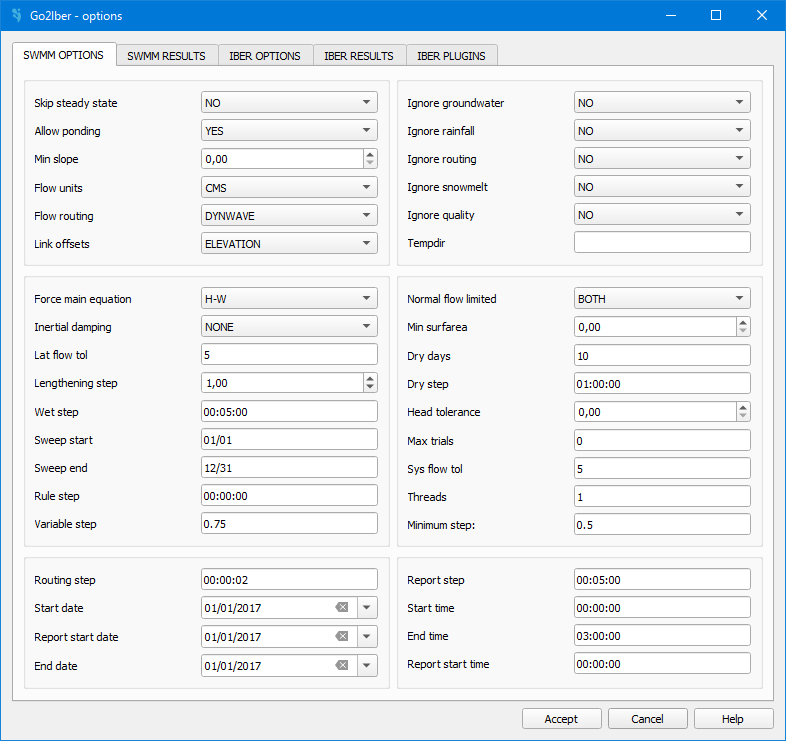 Go2Iber - options
SWMM OPTIONS SWMM RESULTS IBER OPTIONS IBER RESULTS IBER PLUGINS
Skip steady state NO
Allow ponding YES
Min slope 0,00
Flow units CMS
Flow routing DYNWAVE
Link offsets ELEVATION
Ignore groundwater NO
Ignore rainfall NO
Ignore routing NO
Ignore snowmelt NO
Ignore quality NO
Tempdir
Force main equation H-W
Inertial damping NONE
Lat flow tol 5
Lengthening step 1,00
Wet step 00:05:00
Sweep start 01/01
Sweep end 12/31
Rule step 00:00:00
Variable step 0.75
Normal flow limited BOTH
Min surfarea 0,00
Dry days 10
Dry step 01:00:00
Head tolerance 0,00
Max trials 0
Sys flow tol 5
Threads 1
Minimum step: 0.5
Routing step 00:00:02
Start date 01/01/2017
Report start date 01/01/2017
End date 01/01/2017
Report step 00:05:00
Start time 00:00:00
End time 03:00:00
Report start time 00:00:00
Accept Cancel Help